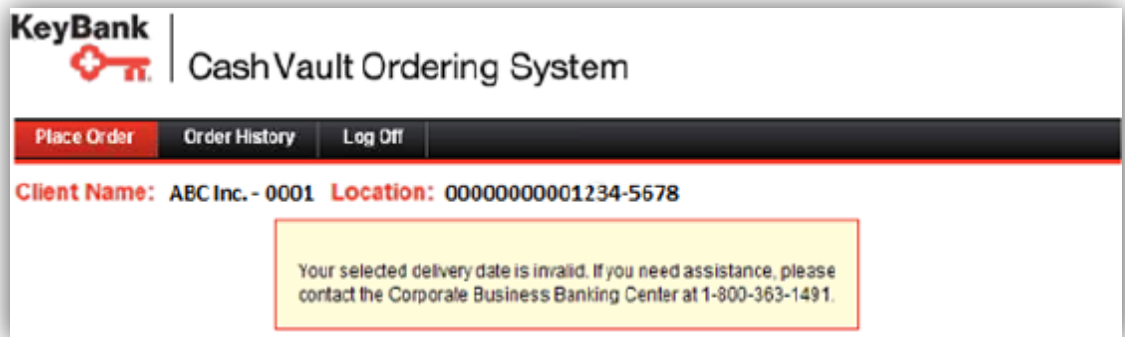 KeyBank
Cash Vault Ordering System
Place Order Order History Log Off
Client Name: ABC Inc. - 0001 Location: 00000000001234-5678
Your selected delivery date is invalid. If you need assistance, please
contact the Corporate Business Banking Center at 1-800-363-1491.